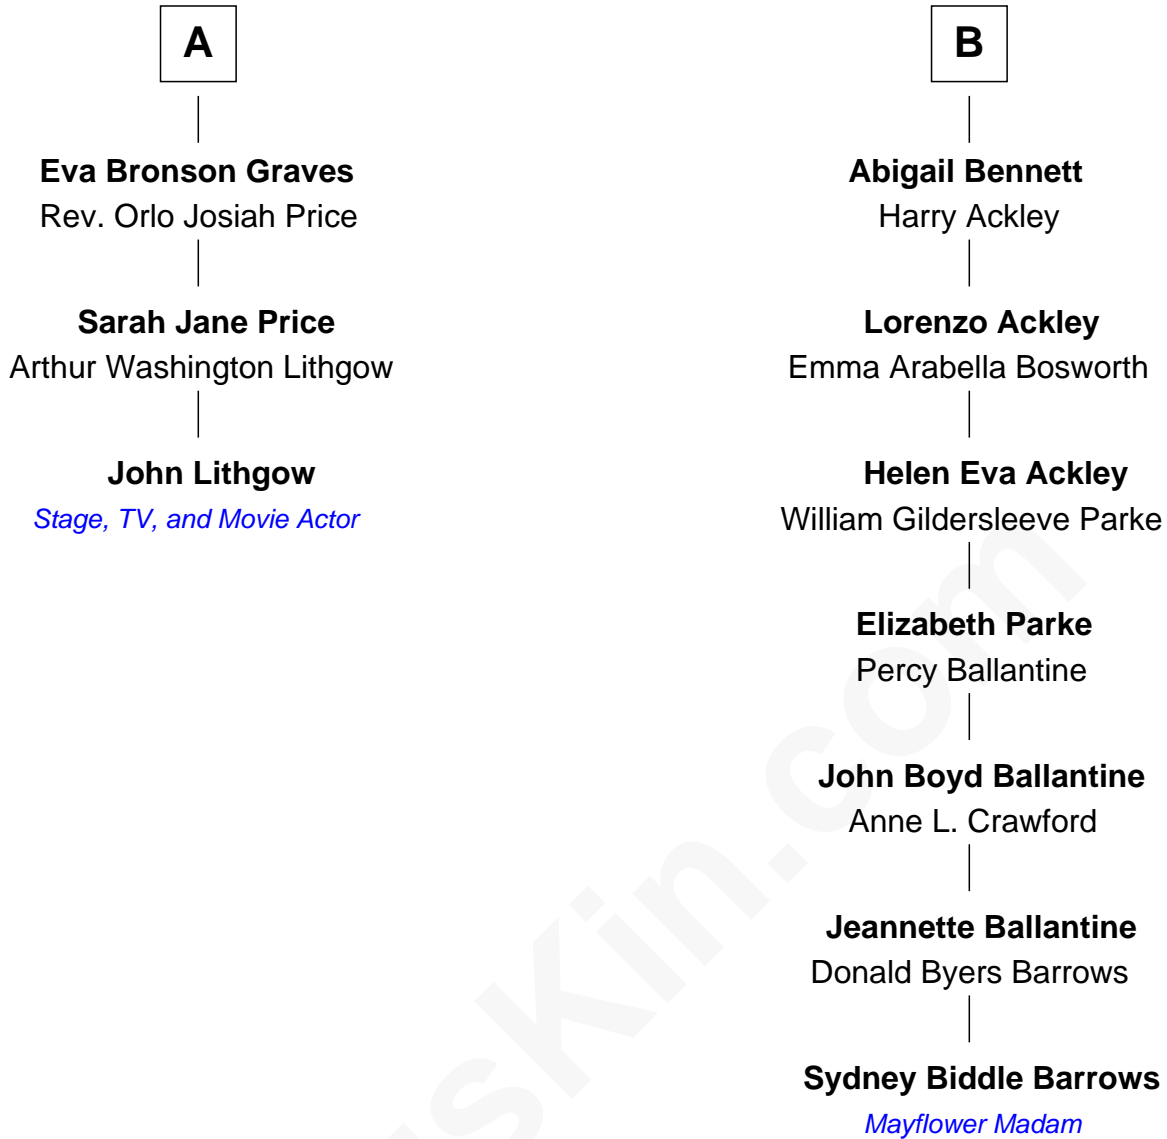 A
Eva Bronson Graves
Rev. Orlo Josiah Price
Sarah Jane Price
Arthur Washington Lithgow
John Lithgow
Stage, TV, and Movie Actor
B
Abigail Bennett
Harry Ackley
Lorenzo Ackley
Emma Arabella Bosworth
Helen Eva Ackley
William Gildersleeve Parke
Elizabeth Parke
Percy Ballantine
John Boyd Ballantine
Anne L. Crawford
Jeannette Ballantine
Donald Byers Barrows
Sydney Biddle Barrows
Mayflower Madam
sKin.com